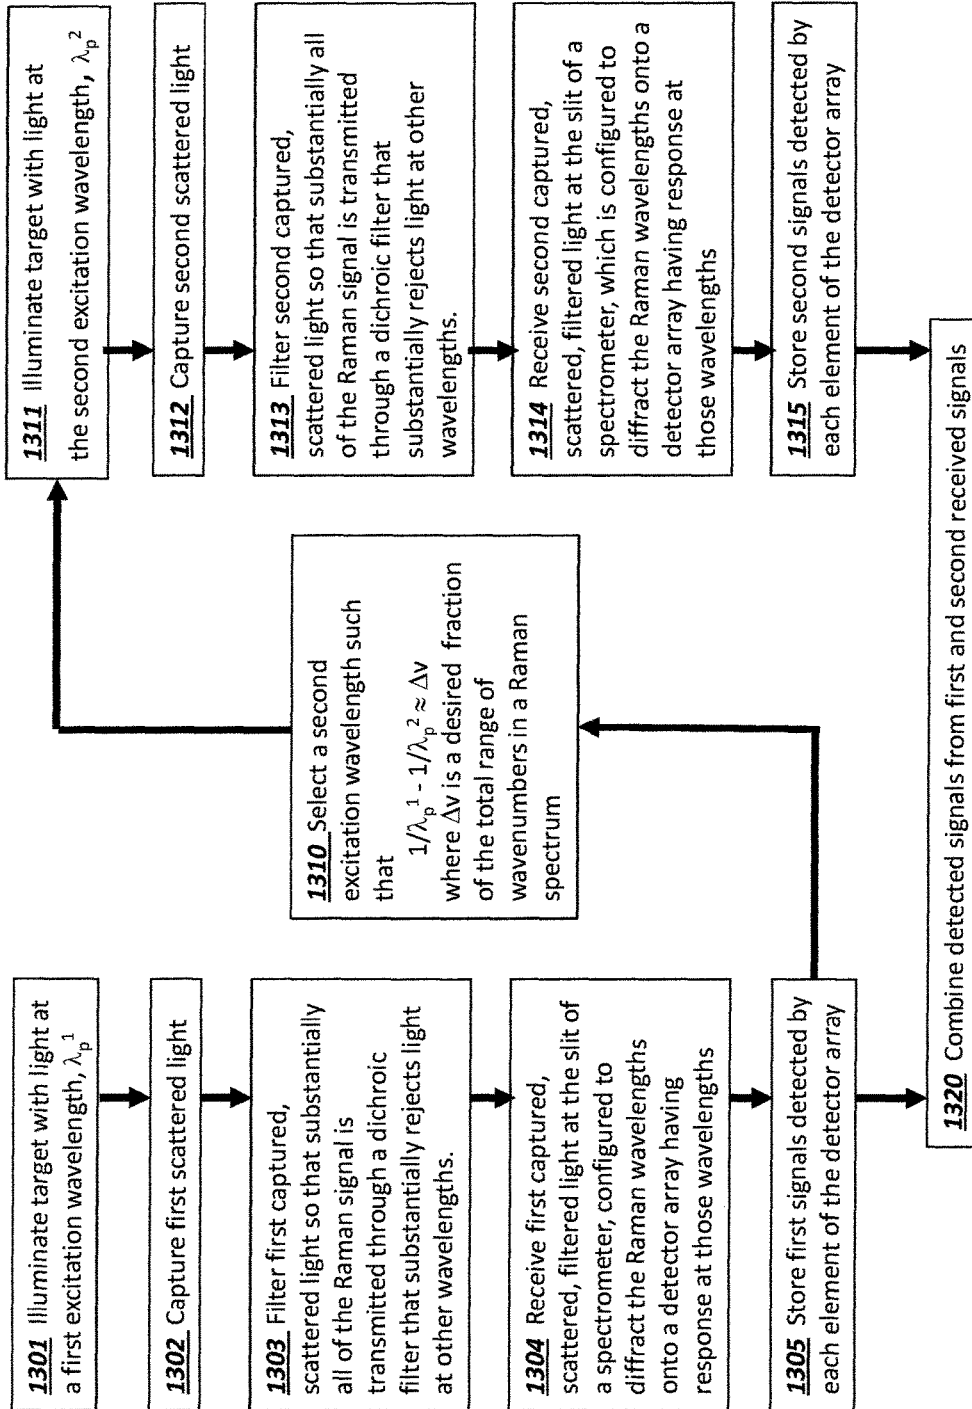 1301 Illuminate target with light at
a first excitation wavelength, λp1
1302 Capture first scattered light
1303 Filter first captured,
scattered light so that substantially
all of the Raman signal is
transmitted through a dichroic
filter that substantially rejects light
at other wavelengths.
1304 Receive first captured,
scattered, filtered light at the slit of
a spectrometer, configured to
diffract the Raman wavelengths
onto a detector array having
response at those wavelengths
1305 Store first signals detected by
each element of the detector array
1310 Select a second
excitation wavelength such
that
1/λp1 - 1/λp2 ≈ Δv
where Δv is a desired fraction
of the total range of
wavenumbers in a Raman
spectrum
1311 Illuminate target with light at
the second excitation wavelength, λp2
1312 Capture second scattered light
1313 Filter second captured,
scattered light so that substantially all
of the Raman signal is transmitted
through a dichroic filter that
substantially rejects light at other
wavelengths.
1314 Receive second captured,
scattered, filtered light at the slit of a
spectrometer, which is configured to
diffract the Raman wavelengths onto a
detector array having response at
those wavelengths
1315 Store second signals detected by
each element of the detector array
1320 Combine detected signals from first and second received signals